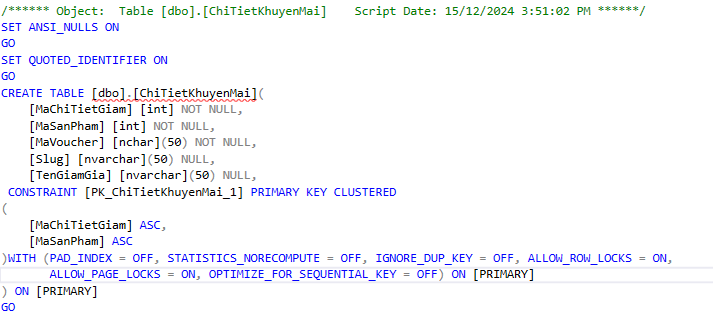 /****** Object:  Table [dbo].[ChiTietKhuyenMai]    Script Date: 15/12/2024 3:51:02 PM ******/
SET ANSI_NULLS ON
GO
SET QUOTED_IDENTIFIER ON
GO
CREATE TABLE [dbo].[ChiTietKhuyenMai](
    [MaChiTietGiam] [int] NOT NULL,
    [MaSanPham] [int] NOT NULL,
    [MaVoucher] [nchar](50) NOT NULL,
    [Slug] [nvarchar](50) NULL,
    [TenGiamGia] [nvarchar](50) NULL,
 CONSTRAINT [PK_ChiTietKhuyenMai_1] PRIMARY KEY CLUSTERED
(
    [MaChiTietGiam] ASC,
    [MaSanPham] ASC
)WITH (PAD_INDEX = OFF, STATISTICS_NORECOMPUTE = OFF, IGNORE_DUP_KEY = OFF, ALLOW_ROW_LOCKS = ON,
       ALLOW_PAGE_LOCKS = ON, OPTIMIZE_FOR_SEQUENTIAL_KEY = OFF) ON [PRIMARY]
) ON [PRIMARY]
GO